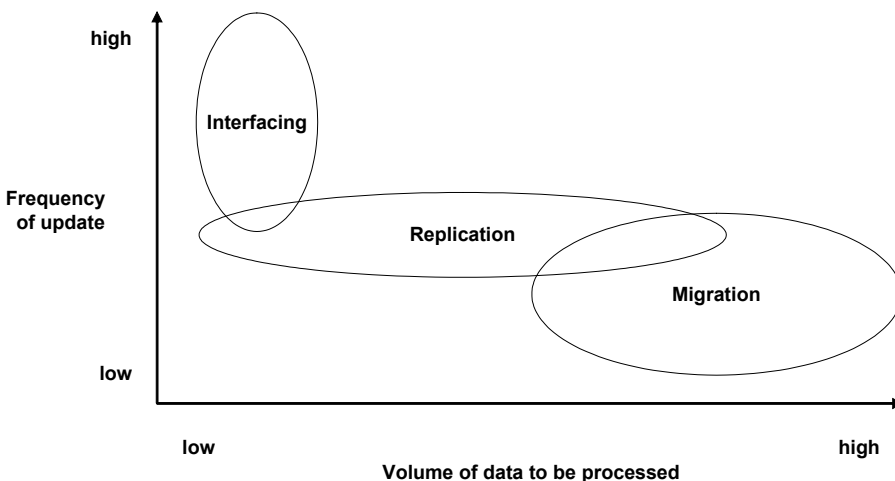 high
Interfacing
Frequency
of update
Replication
Migration
low
low
high
Volume of data to be processed